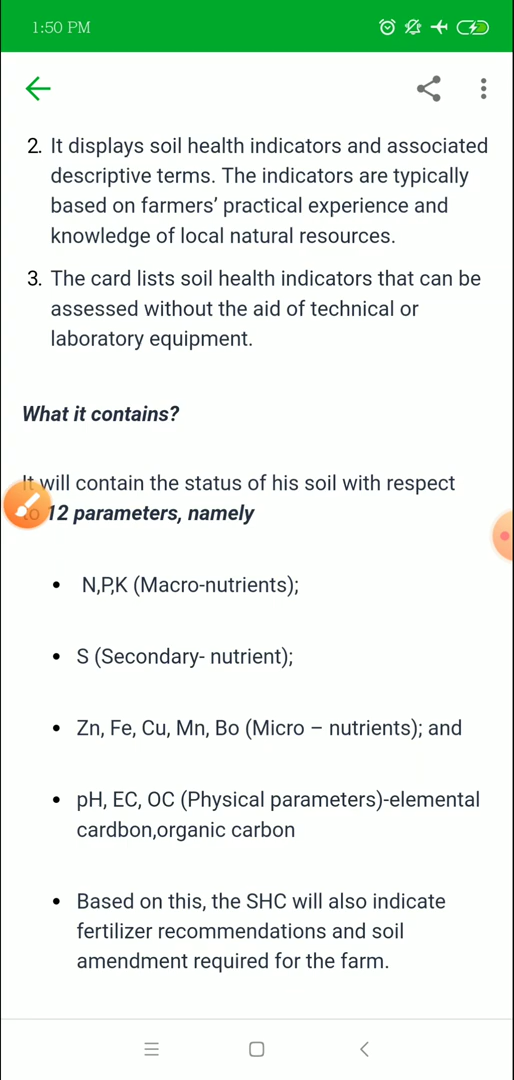 1:50 PM
2. It displays soil health indicators and associated
descriptive terms. The indicators are typically
based on farmers’ practical experience and
knowledge of local natural resources.
3. The card lists soil health indicators that can be
assessed without the aid of technical or
laboratory equipment.
What it contains?
It will contain the status of his soil with respect
to 12 parameters, namely
• N,P,K (Macro-nutrients);
• S (Secondary- nutrient);
• Zn, Fe, Cu, Mn, Bo (Micro – nutrients); and
• pH, EC, OC (Physical parameters)-elemental
cardbon,organic carbon
• Based on this, the SHC will also indicate
fertilizer recommendations and soil
amendment required for the farm.